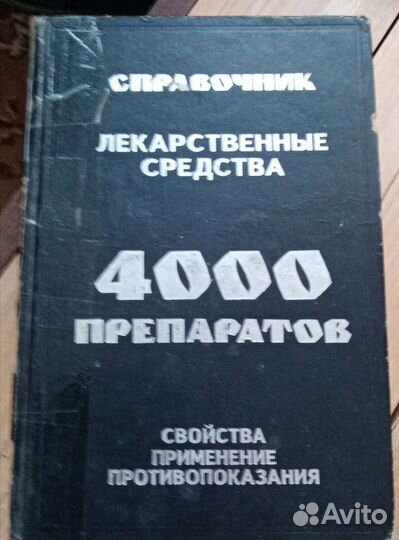 СПРАВОЧНИК
ЛЕКАРСТВЕННЫЕ
СРЕДСТВА
4000
ПРЕПАРАТОВ
СВОЙСТВА
ПРИМЕНЕНИЕ
ПРОТИВОПОКАЗАНИЯ
Avito